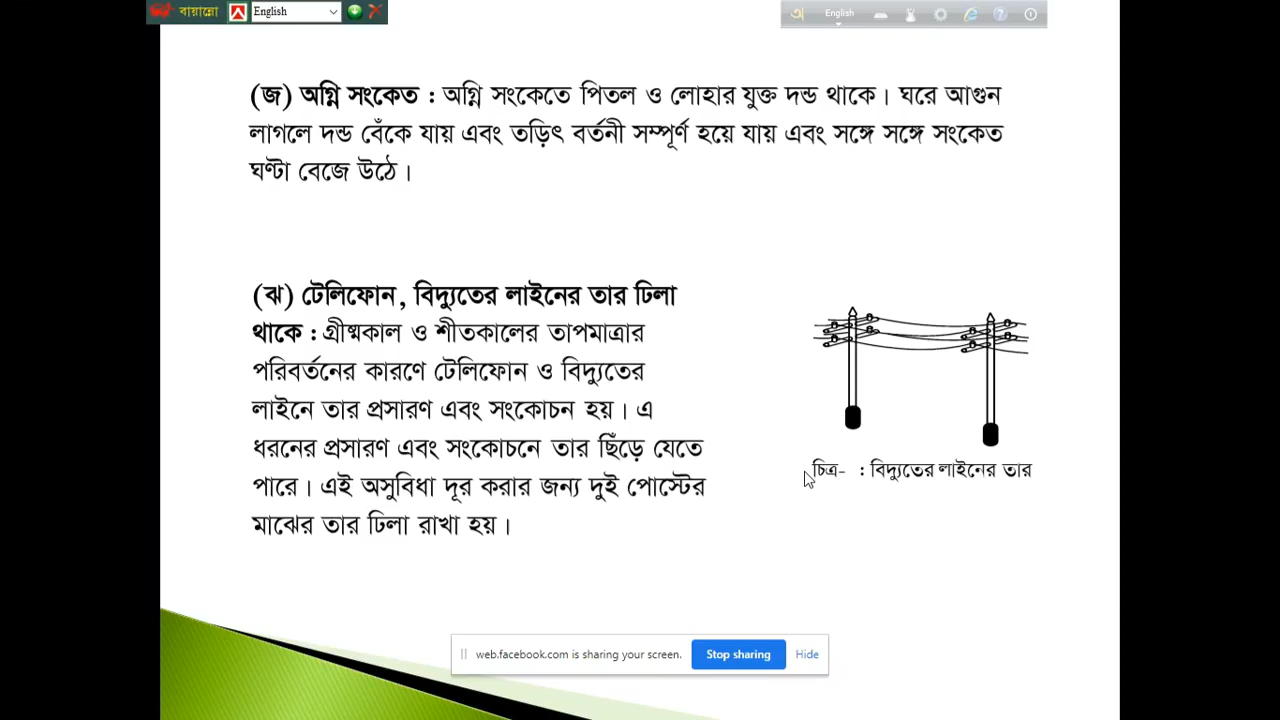 বায়ান্নো English
English
(জ) অগ্নি সংকেত : অগ্নি সংকেতে পিতল ও লোহার যুক্ত দন্ড থাকে। ঘরে আগুন
লাগলে দন্ড বেঁকে যায় এবং তড়িৎ বর্তনী সম্পূর্ণ হয়ে যায় এবং সঙ্গে সঙ্গে সংকেত
ঘণ্টা বেজে উঠে।
(ঝ) টেলিফোন, বিদ্যুতের লাইনের তার ঢিলা
থাকে : গ্রীষ্মকাল ও শীতকালের তাপমাত্রার
পরিবর্তনের কারণে টেলিফোন ও বিদ্যুতের
লাইনে তার প্রসারণ এবং সংকোচন হয়। এ
ধরনের প্রসারণ এবং সংকোচনে তার ছিঁড়ে যেতে
পারে। এই অসুবিধা দূর করার জন্য দুই পোস্টের
মাঝের তার ঢিলা রাখা হয়।
চিত্র- : বিদ্যুতের লাইনের তার
web.facebook.com is sharing your screen. Stop sharing Hide